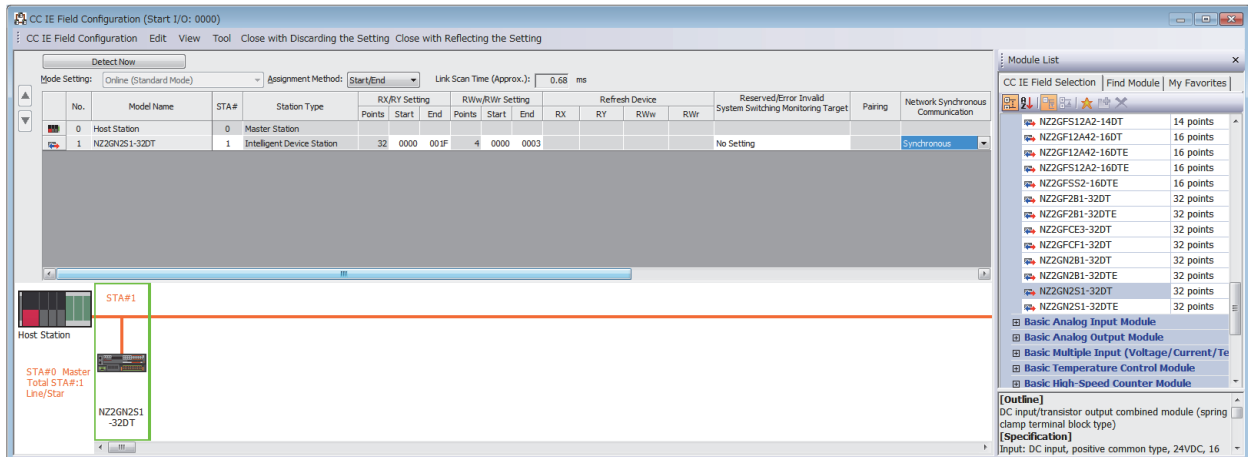 CC IE Field Configuration (Start I/O: 0000)
CC IE Field Configuration Edit View Tool Close with Discarding the Setting Close with Reflecting the Setting
Detect Now
Mode Setting: Online (Standard Mode) Assignment Method: Start/End Link Scan Time (Approx.): 0.68 ms
No. Model Name STA# Station Type RX/RY Setting RWw/RWr Setting Refresh Device Reserved/Error Invalid System Switching Monitoring Target Pairing Network Synchronous Communication
Points Start End Points Start End RX RY RWw RWr
0 Host Station 0 Master Station
1 NZ2GN2S1-32DT 1 Intelligent Device Station 32 0000 001F 4 0000 0003 No Setting Synchronous
STA#1
Host Station
STA#0 Master
Total STA#:1
Line/Star
NZ2GN2S1
-32DT
Module List
CC IE Field Selection Find Module My Favorites
NZ2GFS12A2-14DT 14 points
NZ2GF12A42-16DT 16 points
NZ2GF12A42-16DTE 16 points
NZ2GFS12A2-16DTE 16 points
NZ2GFSS2-16DTE 16 points
NZ2GF2B1-32DT 32 points
NZ2GF2B1-32DTE 32 points
NZ2GFCE3-32DT 32 points
NZ2GFCF1-32DT 32 points
NZ2GN2B1-32DT 32 points
NZ2GN2B1-32DTE 32 points
NZ2GN2S1-32DT 32 points
NZ2GN2S1-32DTE 32 points
Basic Analog Input Module
Basic Analog Output Module
Basic Multiple Input (Voltage/Current/Te
Basic Temperature Control Module
Basic High-Speed Counter Module
[Outline]
DC input/transistor output combined module (spring
clamp terminal block type)
[Specification]
Input: DC input, positive common type, 24VDC, 16